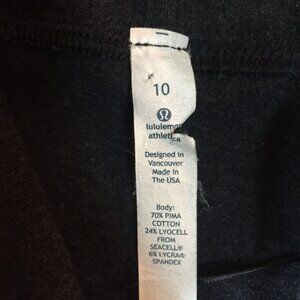 10
lululemon
athletica
Designed in
Vancouver
Made in
The USA
Body:
70% PIMA
COTTON
24% LYOCELL
FROM
SEACELL®
6% LYCRA®
SPANDEX